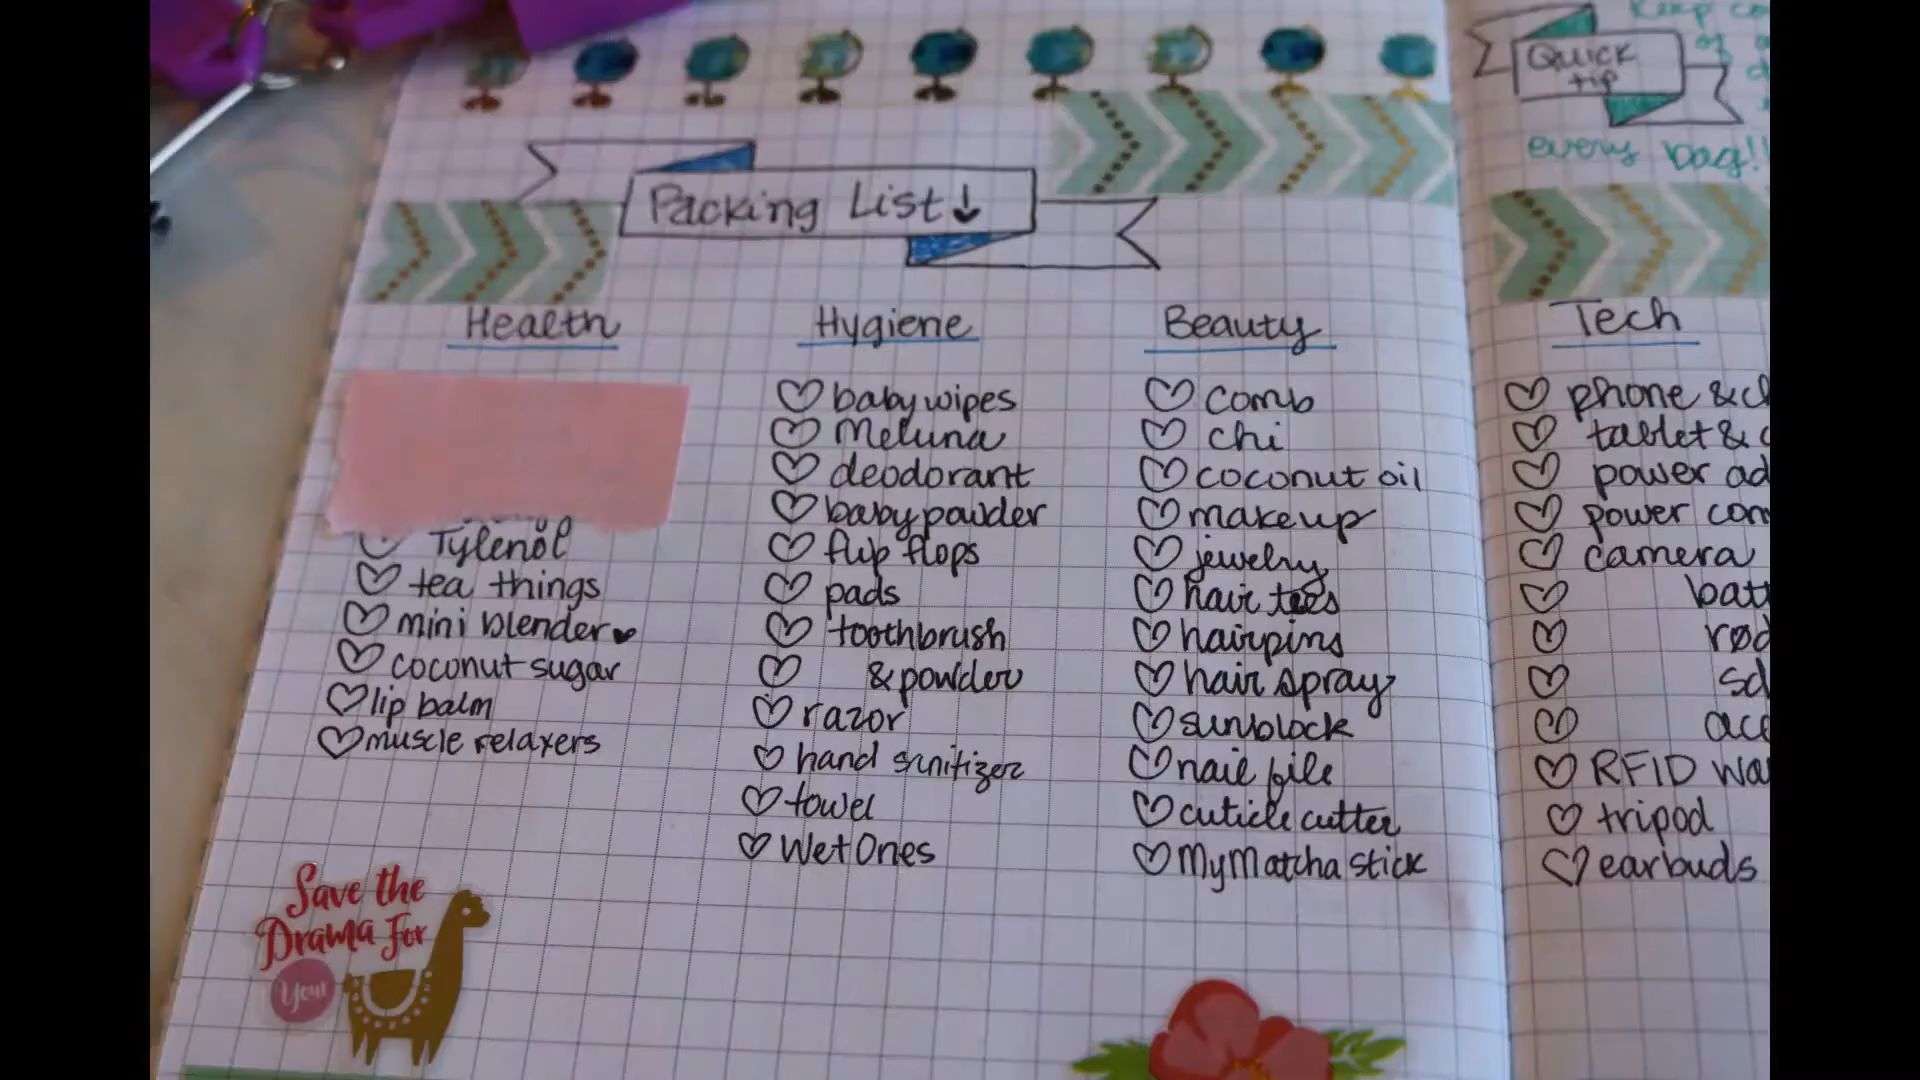 Quick
tip
every bag!!
Packing List
Health
Tylenol
tea things
mini blender
coconut sugar
lip balm
muscle relaxers
Hygiene
baby wipes
Meluna
deodorant
baby powder
flip flops
pads
toothbrush
& powder
razor
hand sanitizer
towel
Wet Ones
Beauty
comb
chi
coconut oil
makeup
jewelry
hair ties
hairpins
hair spray
sunblock
nail file
cuticle cutter
MyMatcha stick
Tech
phone &
tablet &
power
power
camera
RFID
tripod
earbuds
Save the
Drama For
Your